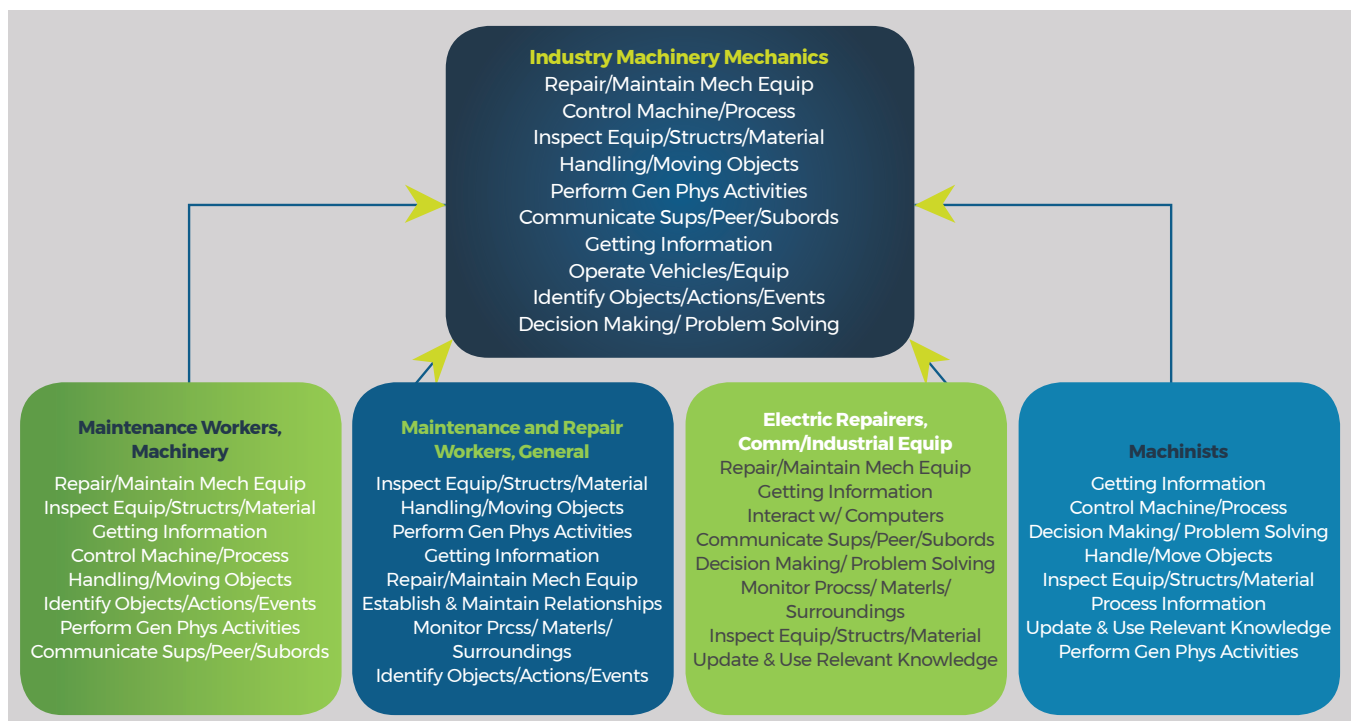 Industry Machinery Mechanics
Repair/Maintain Mech Equip
Control Machine/Process
Inspect Equip/Structrs/Material
Handling/Moving Objects
Perform Gen Phys Activities
Communicate Sups/Peer/Subords
Getting Information
Operate Vehicles/Equip
Identify Objects/Actions/Events
Decision Making/ Problem Solving
Maintenance Workers,
Machinery
Repair/Maintain Mech Equip
Inspect Equip/Structrs/Material
Getting Information
Control Machine/Process
Handling/Moving Objects
Identify Objects/Actions/Events
Perform Gen Phys Activities
Communicate Sups/Peer/Subords
Maintenance and Repair
Workers, General
Inspect Equip/Structrs/Material
Handling/Moving Objects
Perform Gen Phys Activities
Getting Information
Repair/Maintain Mech Equip
Establish & Maintain Relationships
Monitor Prcss/ Materls/
Surroundings
Identify Objects/Actions/Events
Electric Repairers,
Comm/Industrial Equip
Repair/Maintain Mech Equip
Getting Information
Interact w/ Computers
Communicate Sups/Peer/Subords
Decision Making/ Problem Solving
Monitor Procss/ Materls/
Surroundings
Inspect Equip/Structrs/Material
Update & Use Relevant Knowledge
Machinists
Getting Information
Control Machine/Process
Decision Making/ Problem Solving
Handle/Move Objects
Inspect Equip/Structrs/Material
Process Information
Update & Use Relevant Knowledge
Perform Gen Phys Activities